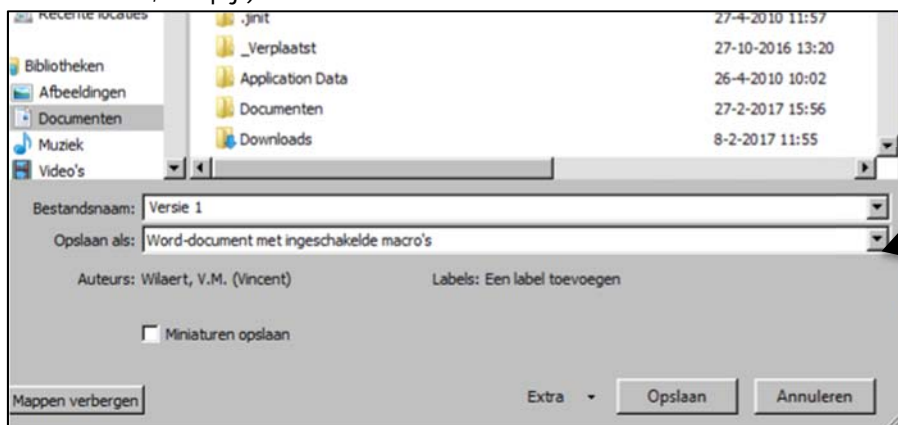 Recente locaties
.jinit 27-4-2010 11:57
_Verplaatst 27-10-2016 13:20
Bibliotheken
Application Data 26-4-2010 10:02
Afbeeldingen
Documenten 27-2-2017 15:56
Documenten
Downloads 8-2-2017 11:55
Muziek
Video's
Bestandsnaam: Versie 1
Opslaan als: Word-document met ingeschakelde macro's
Auteurs: Wilaert, V.M. (Vincent) Labels: Een label toevoegen
Miniaturen opslaan
Mappen verbergen Extra Opslaan Annuleren